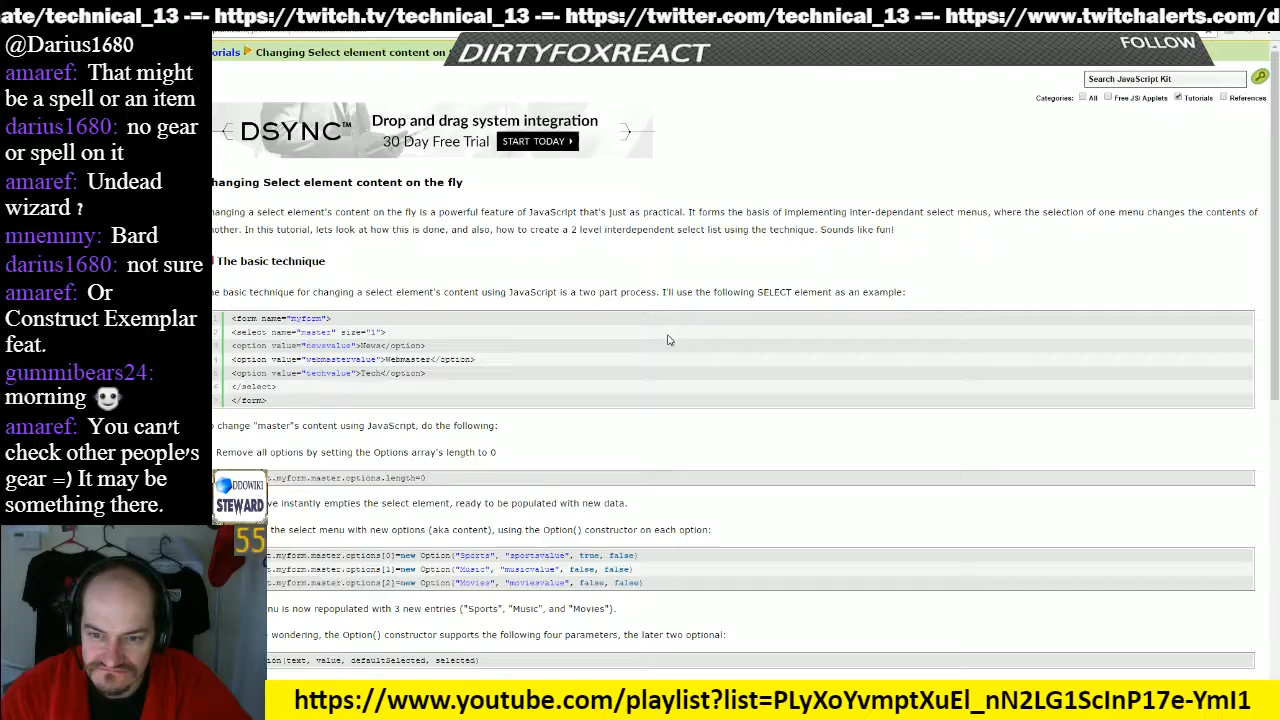 ate/technical_13 -=- https://twitch.tv/technical_13 -=- https://twitter.com/technical_13 -=- https://www.twitchalerts.com/d
@Darius1680
amaref: That might
be a spell or an item
darius1680: no gear
or spell on it
amaref: Undead
wizard ?
mnemmy: Bard
darius1680: not sure
amaref: Or
Construct Exemplar
feat.
gummibears24:
morning
amaref: You can't
check other people's
gear =) It may be
something there.
orials Changing Select element content on
DIRTYFOXREACT
FOLLOW
Search JavaScript Kit
Categories: All Free JS/ Applets Tutorials References
DSYNC™
Drop and drag system integration
30 Day Free Trial START TODAY
hanging Select element content on the fly
hanging a select element's content on the fly is a powerful feature of JavaScript that's just as practical. It forms the basis of implementing inter-dependant select menus, where the selection of one menu changes the contents of
nother. In this tutorial, lets look at how this is done, and also, how to create a 2 level interdependent select list using the technique. Sounds like fun!
The basic technique
he basic technique for changing a select element's content using JavaScript is a two part process. I'll use the following SELECT element as an example:
<form name="myform">
<select name="master" size="1">
<option value="newsvalue">News</option>
<option value="webmastervalue">Webmaster</option>
<option value="techvalue">Tech</option>
</select>
</form>
o change "master"s content using JavaScript, do the following:
Remove all options by setting the Options array's length to 0
t.myform.master.options.length=0
ve instantly empties the select element, ready to be populated with new data.
the select menu with new options (aka content), using the Option() constructor on each option:
t.myform.master.options[0]=new Option("Sports", "sportsvalue", true, false)
t.myform.master.options[1]=new Option("Music", "musicvalue", false, false)
t.myform.master.options[2]=new Option("Movies", "moviesvalue", false, false)
nu is now repopulated with 3 new entries ("Sports", "Music", and "Movies").
wondering, the Option() constructor supports the following four parameters, the later two optional:
ion(text, value, defaultSelected, selected)
DDOWIKI
STEWARD
55
https://www.youtube.com/playlist?list=PLyXoYvmptXuEl_nN2LG1ScInP17e-YmI1